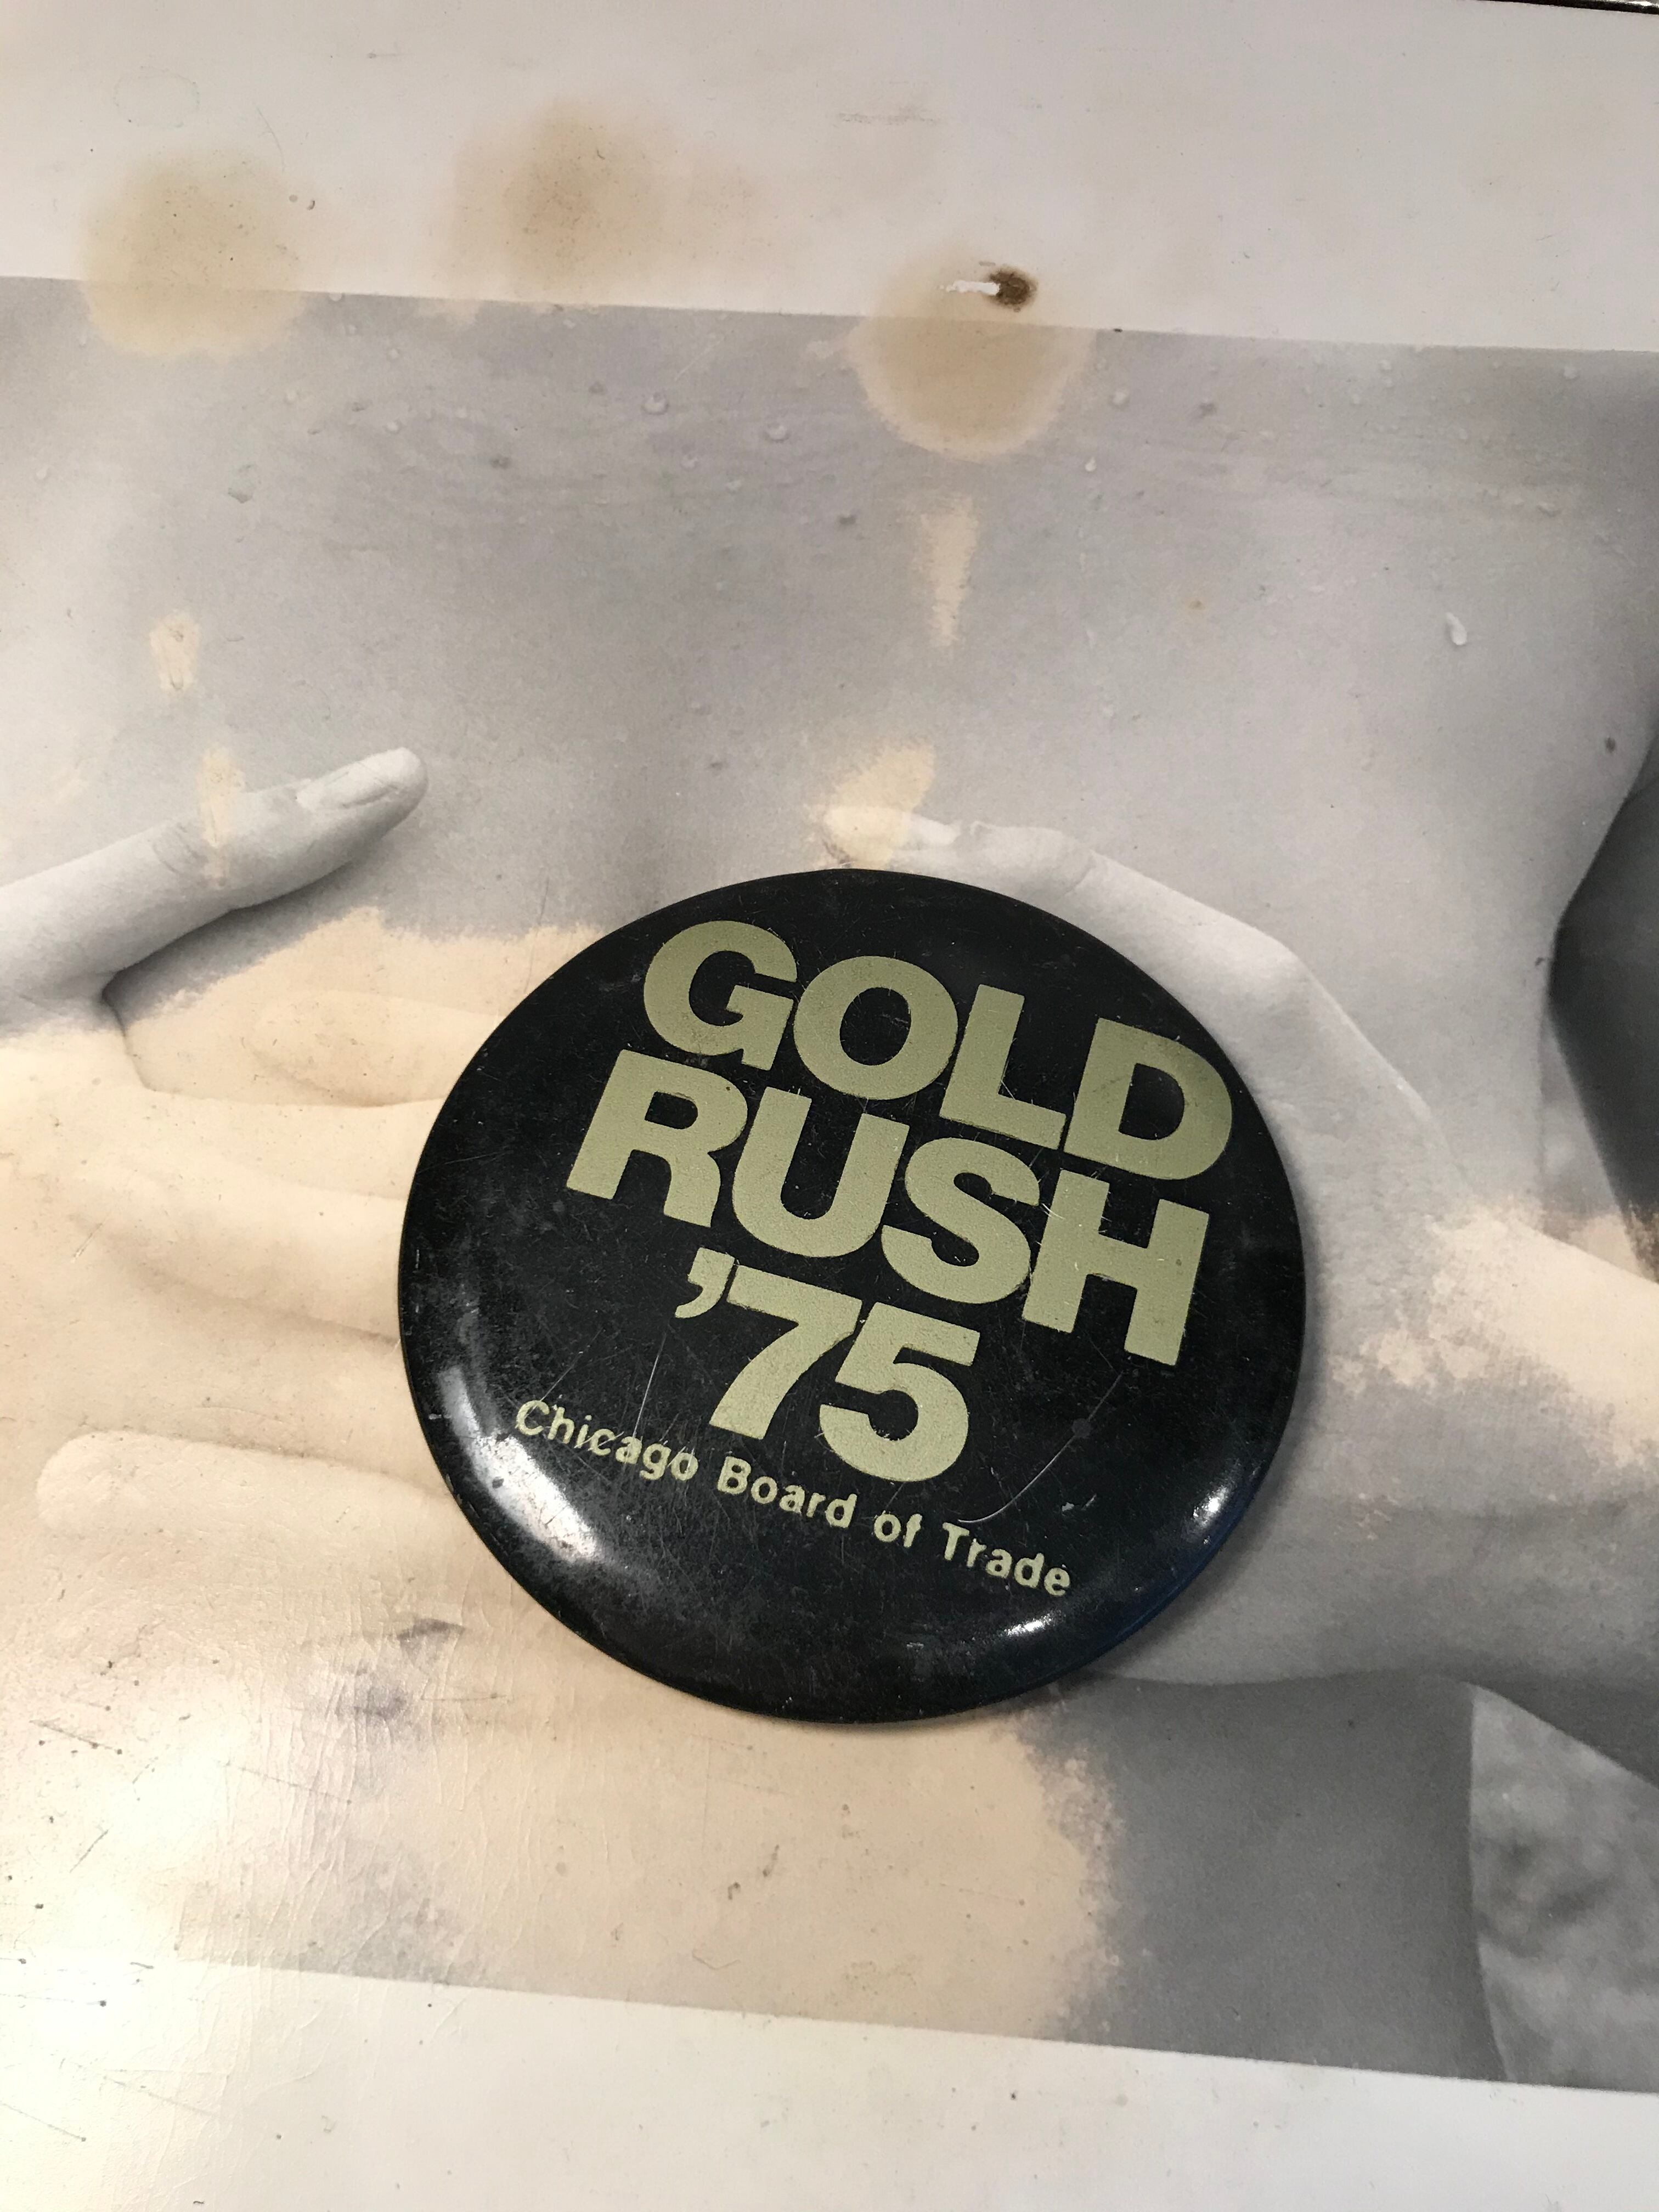 GOLD
RUSH
’75
Chicago Board of Trade